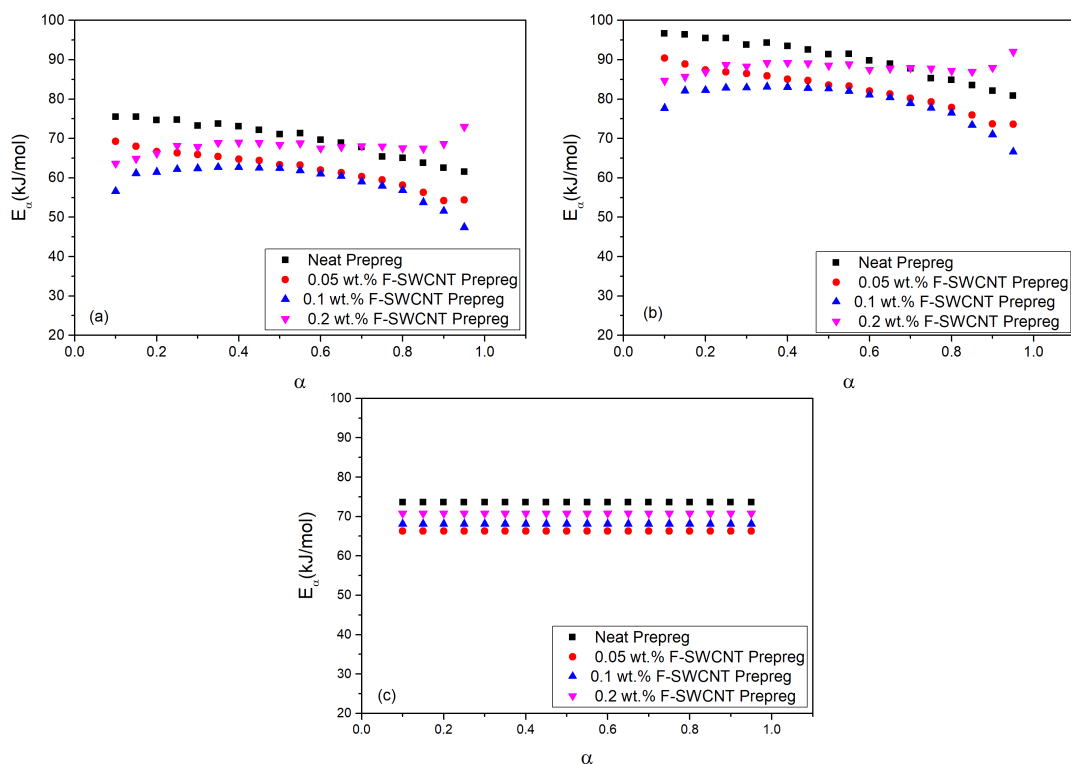 100
90
80
70
60
50
40
30
20
E_α(kJ/mol)
(a)
Neat Prepreg
0.05 wt.% F-SWCNT Prepreg
0.1 wt.% F-SWCNT Prepreg
0.2 wt.% F-SWCNT Prepreg
0.0 0.2 0.4 0.6 0.8 1.0
α
100
90
80
70
60
50
40
30
20
E_α(kJ/mol)
(b)
Neat Prepreg
0.05 wt.% F-SWCNT Prepreg
0.1 wt.% F-SWCNT Prepreg
0.2 wt.% F-SWCNT Prepreg
0.0 0.2 0.4 0.6 0.8 1.0
α
100
90
80
70
60
50
40
30
20
E_α(kJ/mol)
(c)
Neat Prepreg
0.05 wt.% F-SWCNT Prepreg
0.1 wt.% F-SWCNT Prepreg
0.2 wt.% F-SWCNT Prepreg
0.0 0.2 0.4 0.6 0.8 1.0
α